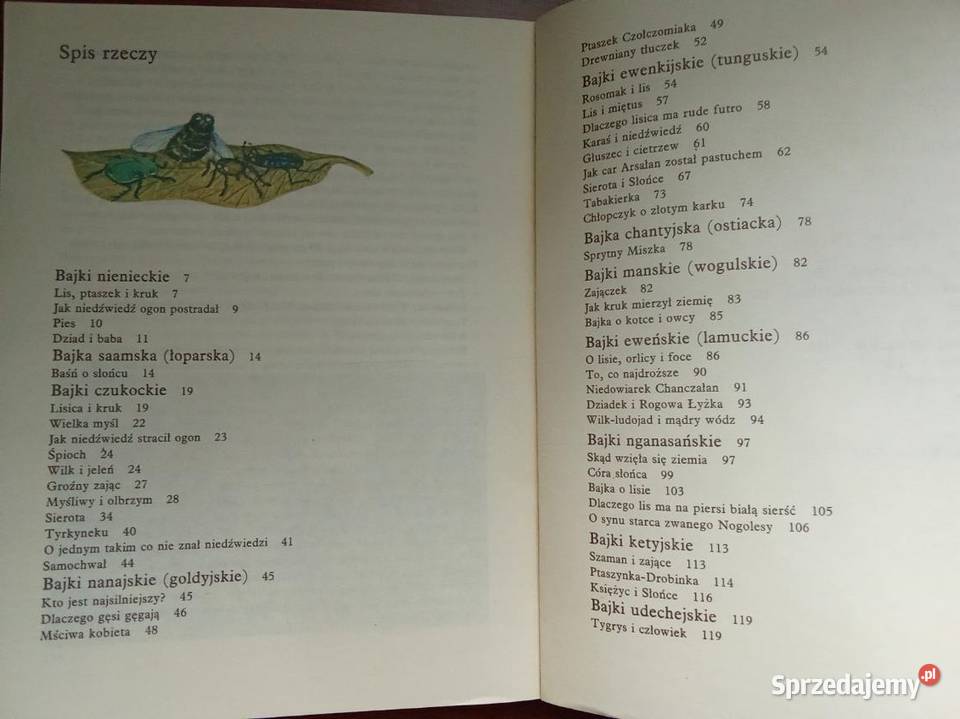 Spis rzeczy
Bajki nienieckie 7
Lis, ptaszek i kruk 7
Jak niedźwiedź ogon postradał 9
Pies 10
Dziad i baba 11
Bajka saamska (łoparska) 14
Baśń o słońcu 14
Bajki czukockie 19
Lisica i kruk 19
Wielka myśl 22
Jak niedźwiedź stracił ogon 23
Śpioch 24
Wilk i jeleń 24
Groźny zając 27
Myśliwy i olbrzym 28
Sierota 34
Tyrkyneku 40
O jednym takim co nie znał niedźwiedzi 41
Samochwał 44
Bajki nanajskie (goldyjskie) 45
Kto jest najsilniejszy? 45
Dlaczego gęsi gęgają 46
Mściwa kobieta 48
Ptaszek Czołczomiaka 49
Drewniany tłuczek 52
Bajki ewenkijskie (tunguskie) 54
Rosomak i lis 54
Lis i miętus 57
Dlaczego lisica ma rude futro 58
Karaś i niedźwiedź 60
Głuszec i cietrzew 61
Jak car Arsałan został pastuchem 62
Sierota i Słońce 67
Tabakierka 73
Chłopczyk o złotym karku 74
Bajka chantyjska (ostiacka) 78
Sprytny Miszka 78
Bajki manskie (wogulskie) 82
Zajączek 82
Jak kruk mierzył ziemię 83
Bajka o kotce i owcy 85
Bajki eweńskie (lamuckie) 86
O lisie, orlicy i foce 86
To, co najdroższe 90
Niedowiarek Chanczałan 91
Dziadek i Rogowa Łyżka 93
Wilk-ludojad i mądry wódz 94
Bajki nganasańskie 97
Skąd wzięła się ziemia 97
Córa słońca 99
Bajka o lisie 103
Dlaczego lis ma na piersi białą sierść 105
O synu starca zwanego Nogolesy 106
Bajki ketyjskie 113
Szaman i zające 113
Ptaszynka-Drobinka 114
Księżyc i Słońce 116
Bajki udechejskie 119
Tygrys i człowiek 119
Sprzedajemy.pl